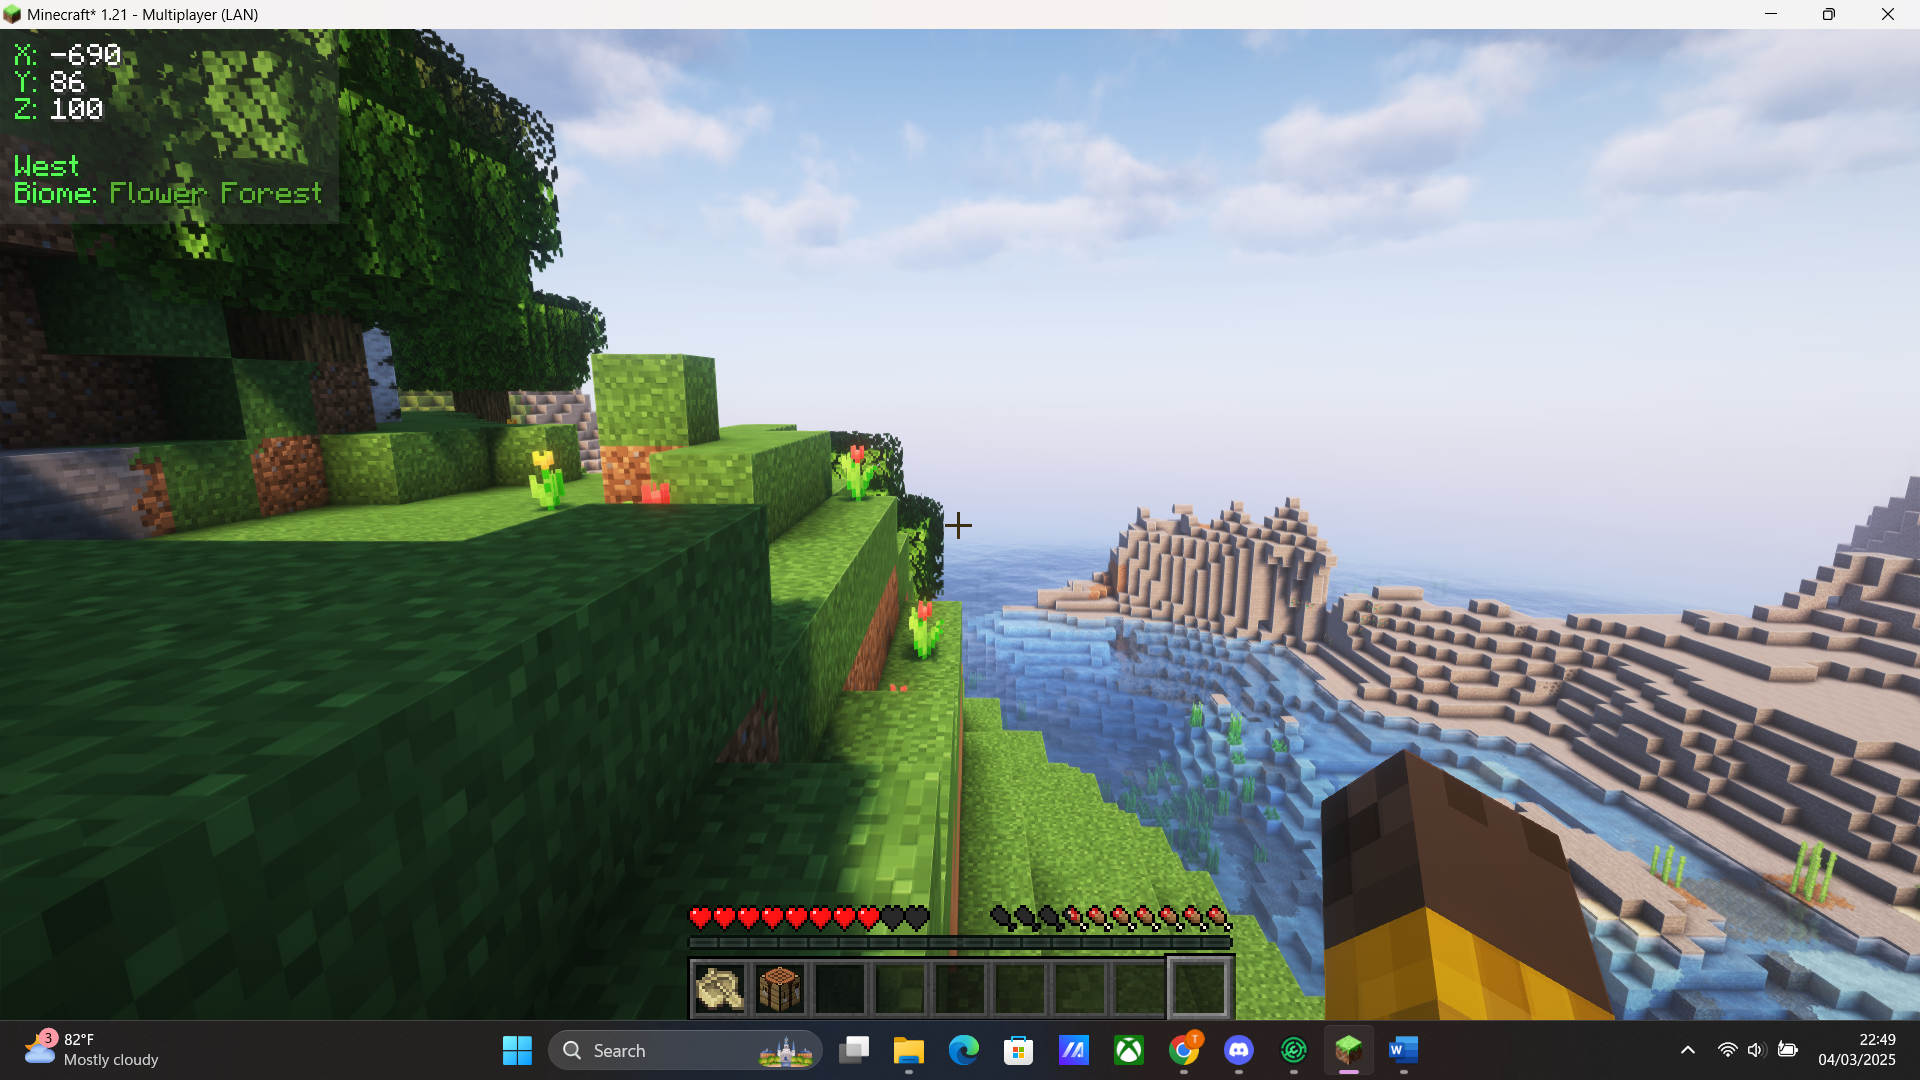 Minecraft* 1.21 - Multiplayer (LAN)
X: -690
Y: 86
Z: 100
West
Biome: Flower Forest
3
82°F
Mostly cloudy
Search
T
W
22:49
04/03/2025